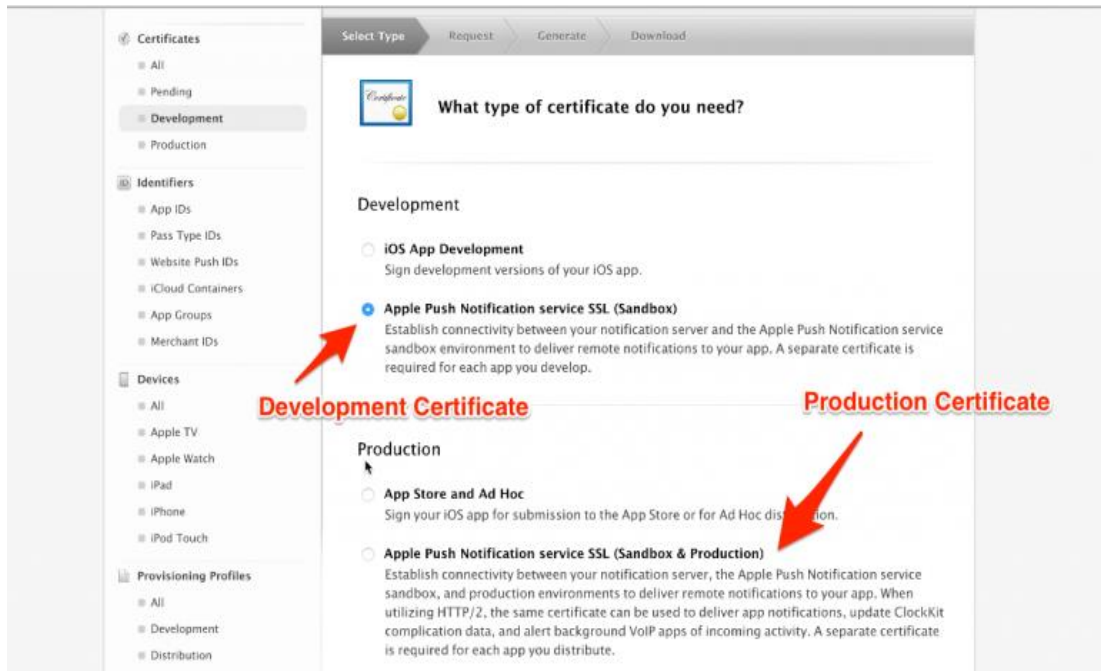 Certificates
All
Pending
Development
Production
Identifiers
App IDs
Pass Type IDs
Website Push IDs
iCloud Containers
App Groups
Merchant IDs
Devices
All
Apple TV
Apple Watch
iPad
iPhone
iPod Touch
Provisioning Profiles
All
Development
Distribution
Select Type Request Generate Download
Certificate
What type of certificate do you need?
Development
iOS App Development
Sign development versions of your iOS app.
Apple Push Notification service SSL (Sandbox)
Establish connectivity between your notification server and the Apple Push Notification service
sandbox environment to deliver remote notifications to your app. A separate certificate is
required for each app you develop.
Development Certificate
Production Certificate
Production
App Store and Ad Hoc
Sign your iOS app for submission to the App Store or for Ad Hoc
Apple Push Notification service SSL (Sandbox & Production)
Establish connectivity between your notification server, the Apple Push Notification service
sandbox, and production environments to deliver remote notifications to your app. When
utilizing HTTP/2, the same certificate can be used to deliver app notifications, update ClockKit
complication data, and alert background VoIP apps of incoming activity. A separate certificate
is required for each app you distribute.